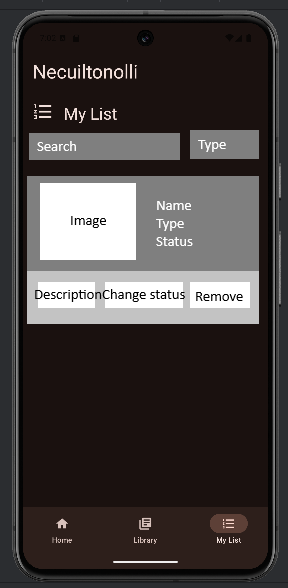 Necuiltonolli
My List
Search
Type
Image
Name
Type
Status
Description
Change status
Remove
Home
Library
My List